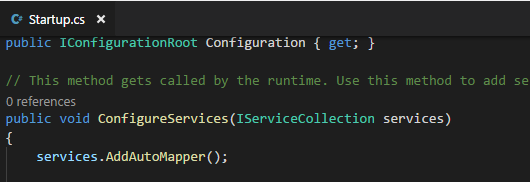 C# Startup.cs ×
public IConfigurationRoot Configuration { get; }
// This method gets called by the runtime. Use this method to add se
0 references
public void ConfigureServices(IServiceCollection services)
{
services.AddAutoMapper();